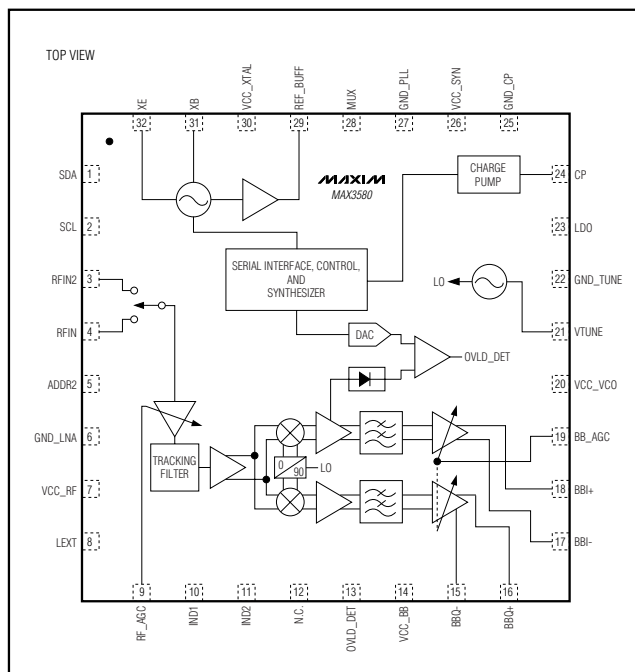 TOP VIEW
XE
XB
VCC_XTAL
REF_BUFF
MUX
GND_PLL
VCC_SYN
GND_CP
32
31
30
29
28
27
26
25
SDA
1
SCL
2
RFIN2
3
RFIN
4
ADDR2
5
GND_LNA
6
VCC_RF
7
LEXT
8
MAXIM
MAX3580
CHARGE
PUMP
24
CP
23
LDO
22
GND_TUNE
21
VTUNE
20
VCC_VCO
19
BB_AGC
18
BBI+
17
BBI-
SERIAL INTERFACE, CONTROL,
AND
SYNTHESIZER
LO
DAC
OVLD_DET
TRACKING
FILTER
0
90
LO
9
10
11
12
13
14
15
16
RF_AGC
IND1
IND2
N.C.
OVLD_DET
VCC_BB
BBQ-
BBQ+